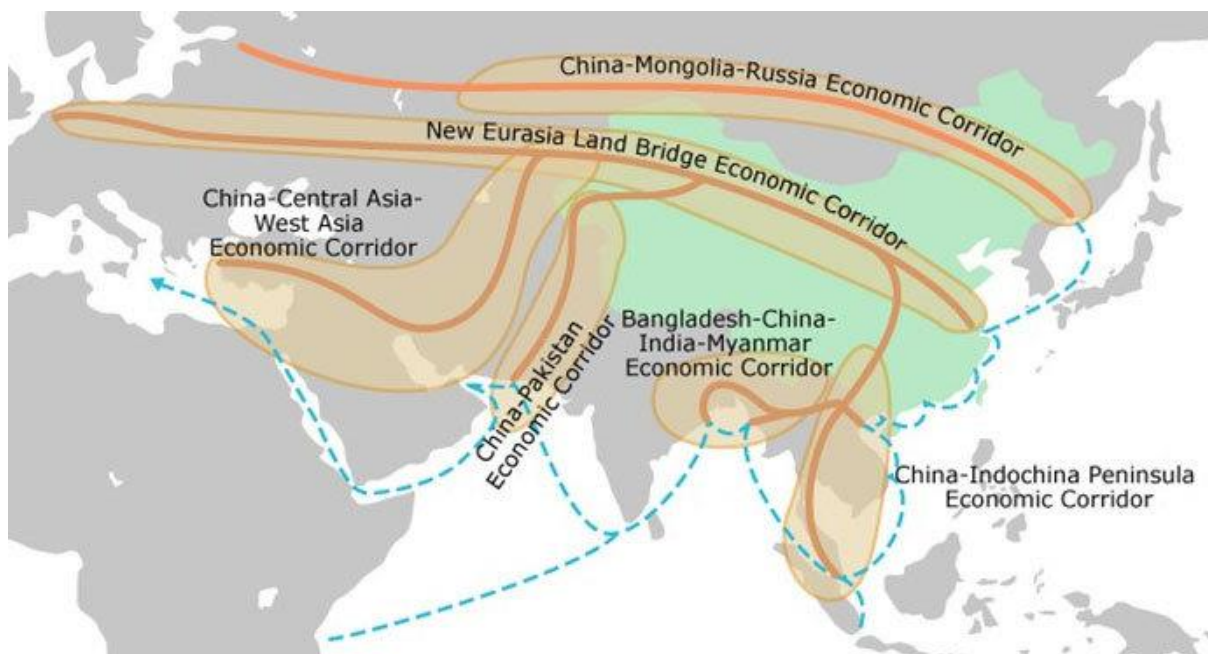 China-Mongolia-Russia Economic Corridor
New Eurasia Land Bridge Economic Corridor
China-Central Asia-
West Asia
Economic Corridor
Bangladesh-China-
India-Myanmar
Economic Corridor
China-Pakistan
Economic Corridor
China-Indochina Peninsula
Economic Corridor